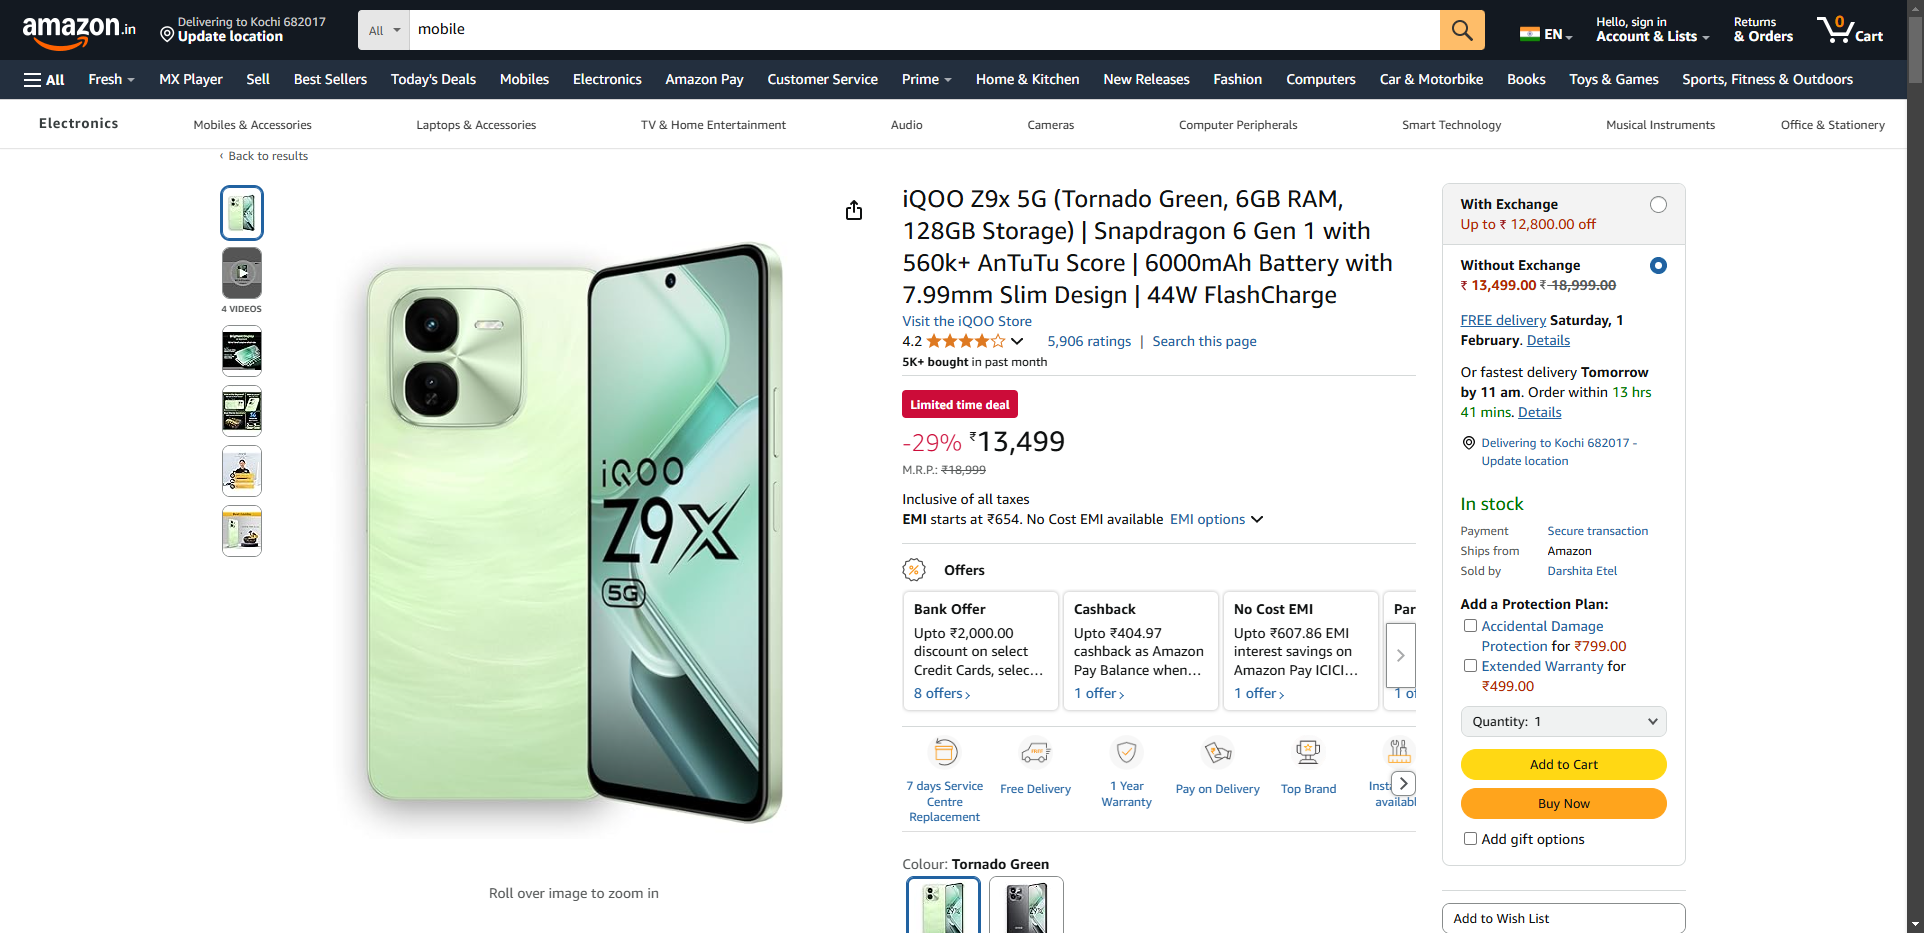 amazon.in
Delivering to Kochi 682017
Update location
All
mobile
EN
Hello, sign in
Account & Lists
Returns
& Orders
0
Cart
All
Fresh
MX Player
Sell
Best Sellers
Today's Deals
Mobiles
Electronics
Amazon Pay
Customer Service
Prime
Home & Kitchen
New Releases
Fashion
Computers
Car & Motorbike
Books
Toys & Games
Sports, Fitness & Outdoors
Electronics
Mobiles & Accessories
Laptops & Accessories
TV & Home Entertainment
Audio
Cameras
Computer Peripherals
Smart Technology
Musical Instruments
Office & Stationery
‹ Back to results
4 VIDEOS
iQOO
Z9X
5G
Roll over image to zoom in
iQOO Z9x 5G (Tornado Green, 6GB RAM,
128GB Storage) | Snapdragon 6 Gen 1 with
560k+ AnTuTu Score | 6000mAh Battery with
7.99mm Slim Design | 44W FlashCharge
Visit the iQOO Store
4.2
5,906 ratings | Search this page
5K+ bought in past month
Limited time deal
-29% ₹13,499
M.R.P.: ₹18,999
Inclusive of all taxes
EMI starts at ₹654. No Cost EMI available EMI options
Offers
Bank Offer
Upto ₹2,000.00
discount on select
Credit Cards, selec…
8 offers ›
Cashback
Upto ₹404.97
cashback as Amazon
Pay Balance when…
1 offer ›
No Cost EMI
Upto ₹607.86 EMI
interest savings on
Amazon Pay ICICI…
1 offer ›
Par
1 of
7 days Service
Centre
Replacement
FREE
Free Delivery
1 Year
Warranty
Pay on Delivery
Top Brand
Inst
availabl
Colour: Tornado Green
Z9X
Z9X
With Exchange
Up to ₹ 12,800.00 off
Without Exchange
₹ 13,499.00 ₹ 18,999.00
FREE delivery Saturday, 1
February. Details
Or fastest delivery Tomorrow
by 11 am. Order within 13 hrs
41 mins. Details
Delivering to Kochi 682017 -
Update location
In stock
Payment Secure transaction
Ships from Amazon
Sold by Darshita Etel
Add a Protection Plan:
Accidental Damage
Protection for ₹799.00
Extended Warranty for
₹499.00
Quantity: 1
Add to Cart
Buy Now
Add gift options
Add to Wish List